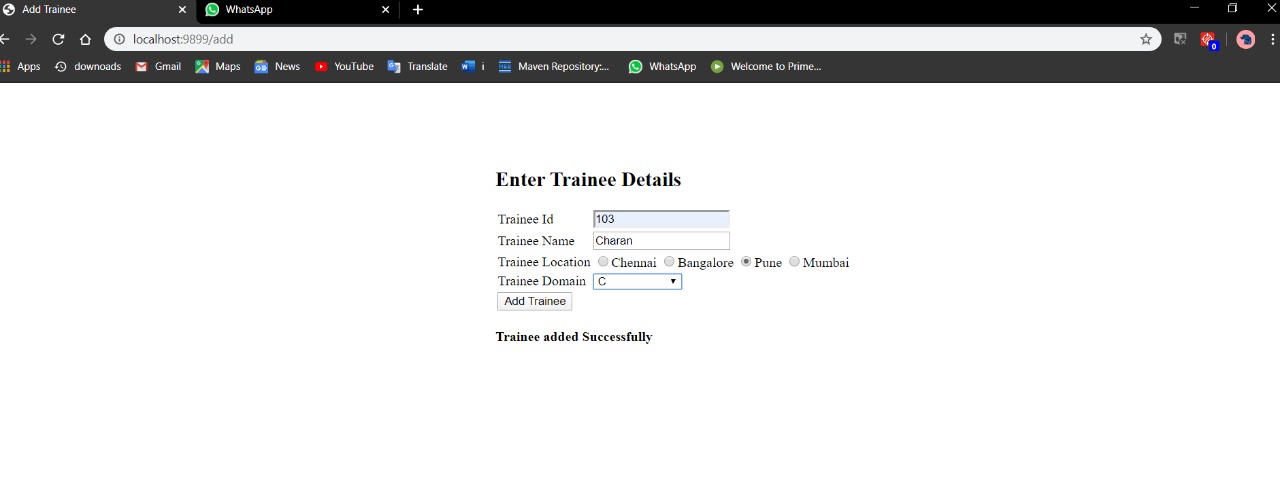 Add Trainee
WhatsApp
localhost:9899/add
Apps downoads Gmail Maps News YouTube Translate i Maven Repository:... WhatsApp Welcome to Prime...
0
Enter Trainee Details
Trainee Id 103
Trainee Name Charan
Trainee Location Chennai Bangalore Pune Mumbai
Trainee Domain C
Add Trainee
Trainee added Successfully